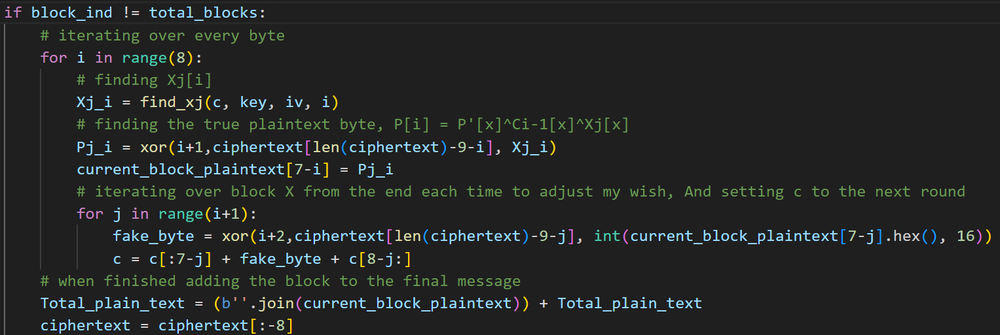 if block_ind != total_blocks:
    # iterating over every byte
    for i in range(8):
        # finding Xj[i]
        Xj_i = find_xj(c, key, iv, i)
        # finding the true plaintext byte, P[i] = P'[x]^Ci-1[x]^Xj[x]
        Pj_i = xor(i+1,ciphertext[len(ciphertext)-9-i], Xj_i)
        current_block_plaintext[7-i] = Pj_i
        # iterating over block X from the end each time to adjust my wish, And setting c to the next round
        for j in range(i+1):
            fake_byte = xor(i+2,ciphertext[len(ciphertext)-9-j], int(current_block_plaintext[7-j].hex(), 16))
            c = c[:7-j] + fake_byte + c[8-j:]
    # when finished adding the block to the final message
    Total_plain_text = (b''.join(current_block_plaintext)) + Total_plain_text
    ciphertext = ciphertext[:-8]